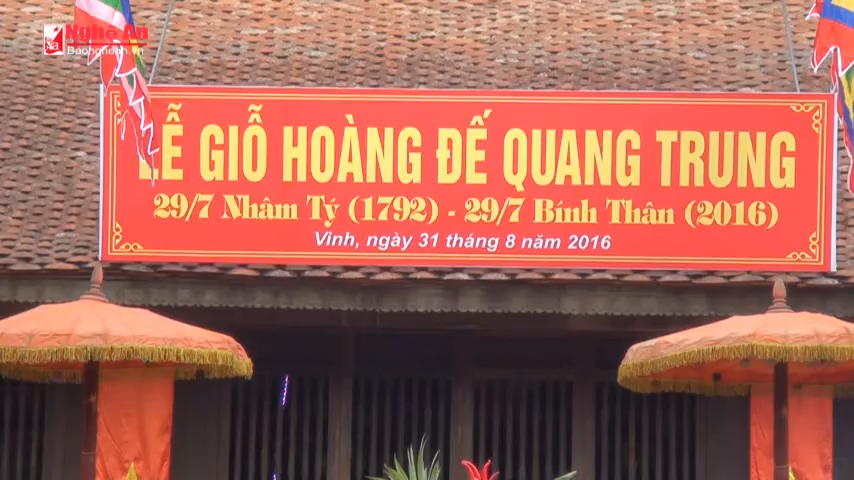 Nghệ An
Baonghean.vn
LỄ GIỖ HOÀNG ĐẾ QUANG TRUNG
29/7 Nhâm Tý (1792) - 29/7 Bính Thân (2016)
Vinh, ngày 31 tháng 8 năm 2016